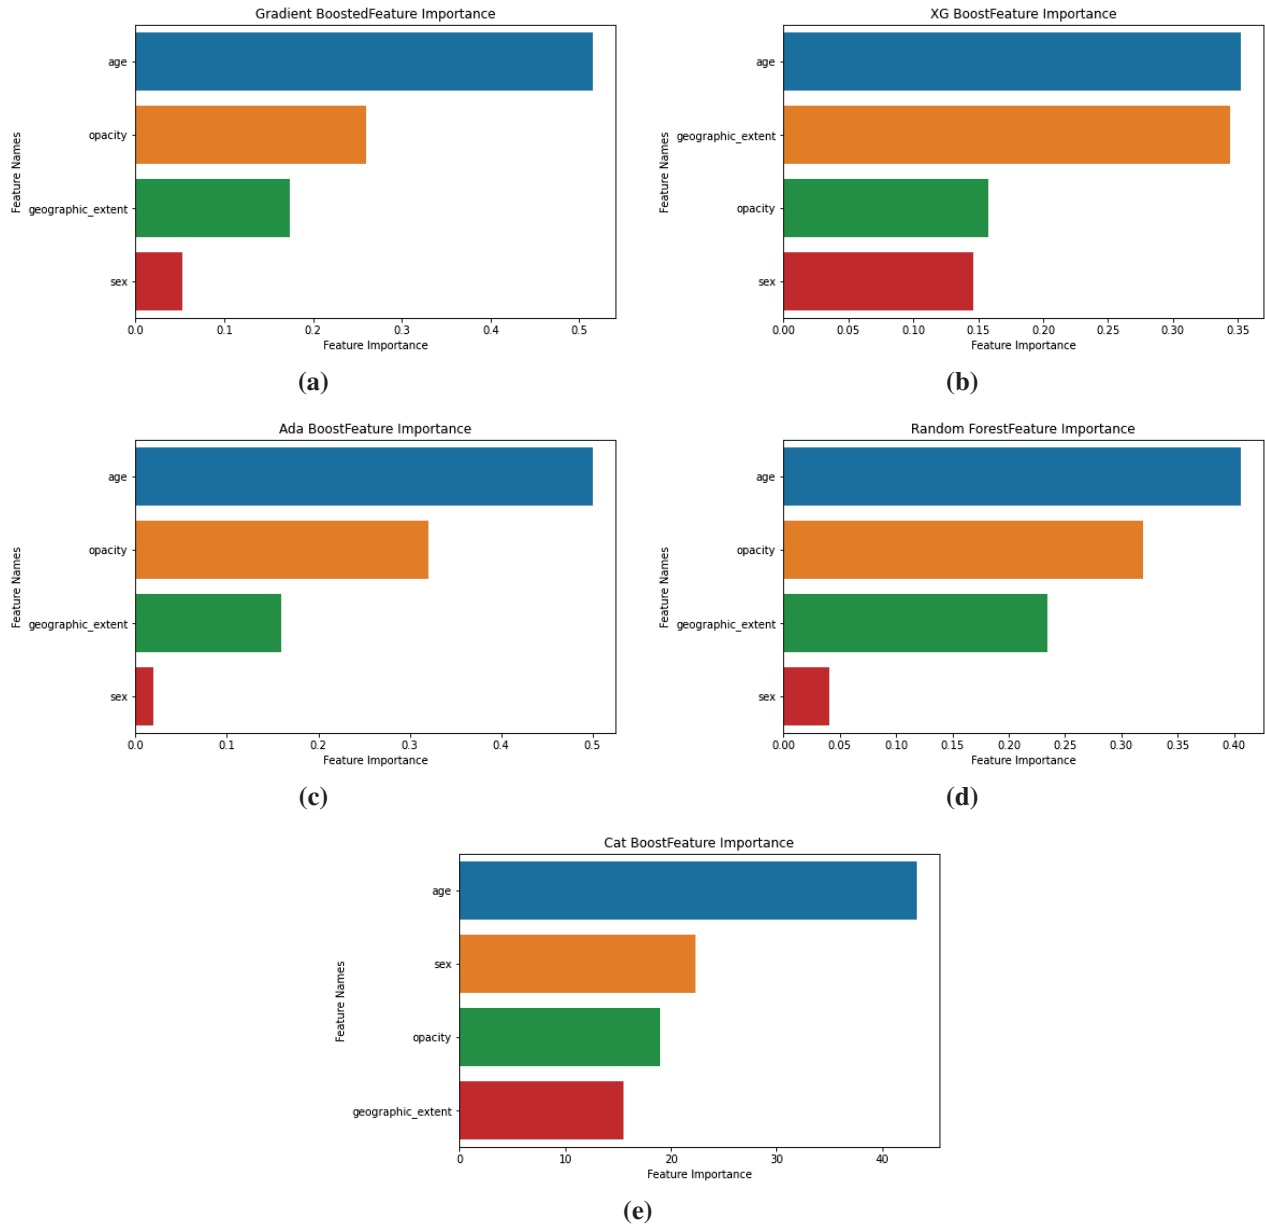 Gradient BoostedFeature Importance
Feature Names
age
opacity
geographic_extent
sex
0.0 0.1 0.2 0.3 0.4 0.5
Feature Importance
(a)
XG BoostFeature Importance
Feature Names
age
geographic_extent
opacity
sex
0.00 0.05 0.10 0.15 0.20 0.25 0.30 0.35
Feature Importance
(b)
Ada BoostFeature Importance
Feature Names
age
opacity
geographic_extent
sex
0.0 0.1 0.2 0.3 0.4 0.5
Feature Importance
(c)
Random ForestFeature Importance
Feature Names
age
opacity
geographic_extent
sex
0.00 0.05 0.10 0.15 0.20 0.25 0.30 0.35 0.40
Feature Importance
(d)
Cat BoostFeature Importance
Feature Names
age
sex
opacity
geographic_extent
0 10 20 30 40
Feature Importance
(e)